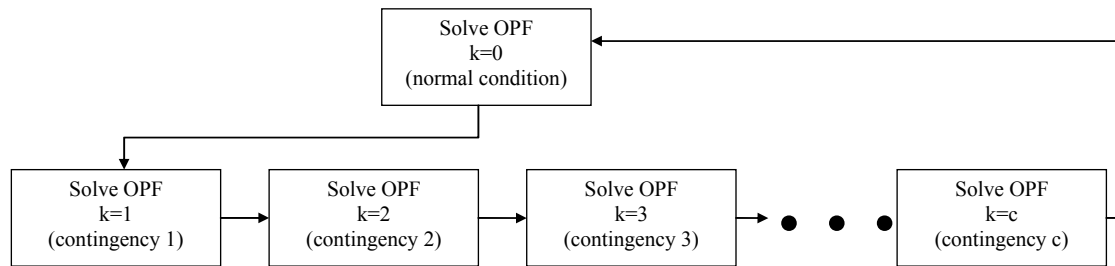 Solve OPF
k=0
(normal condition)
Solve OPF
k=1
(contingency 1)
Solve OPF
k=2
(contingency 2)
Solve OPF
k=3
(contingency 3)
Solve OPF
k=c
(contingency c)